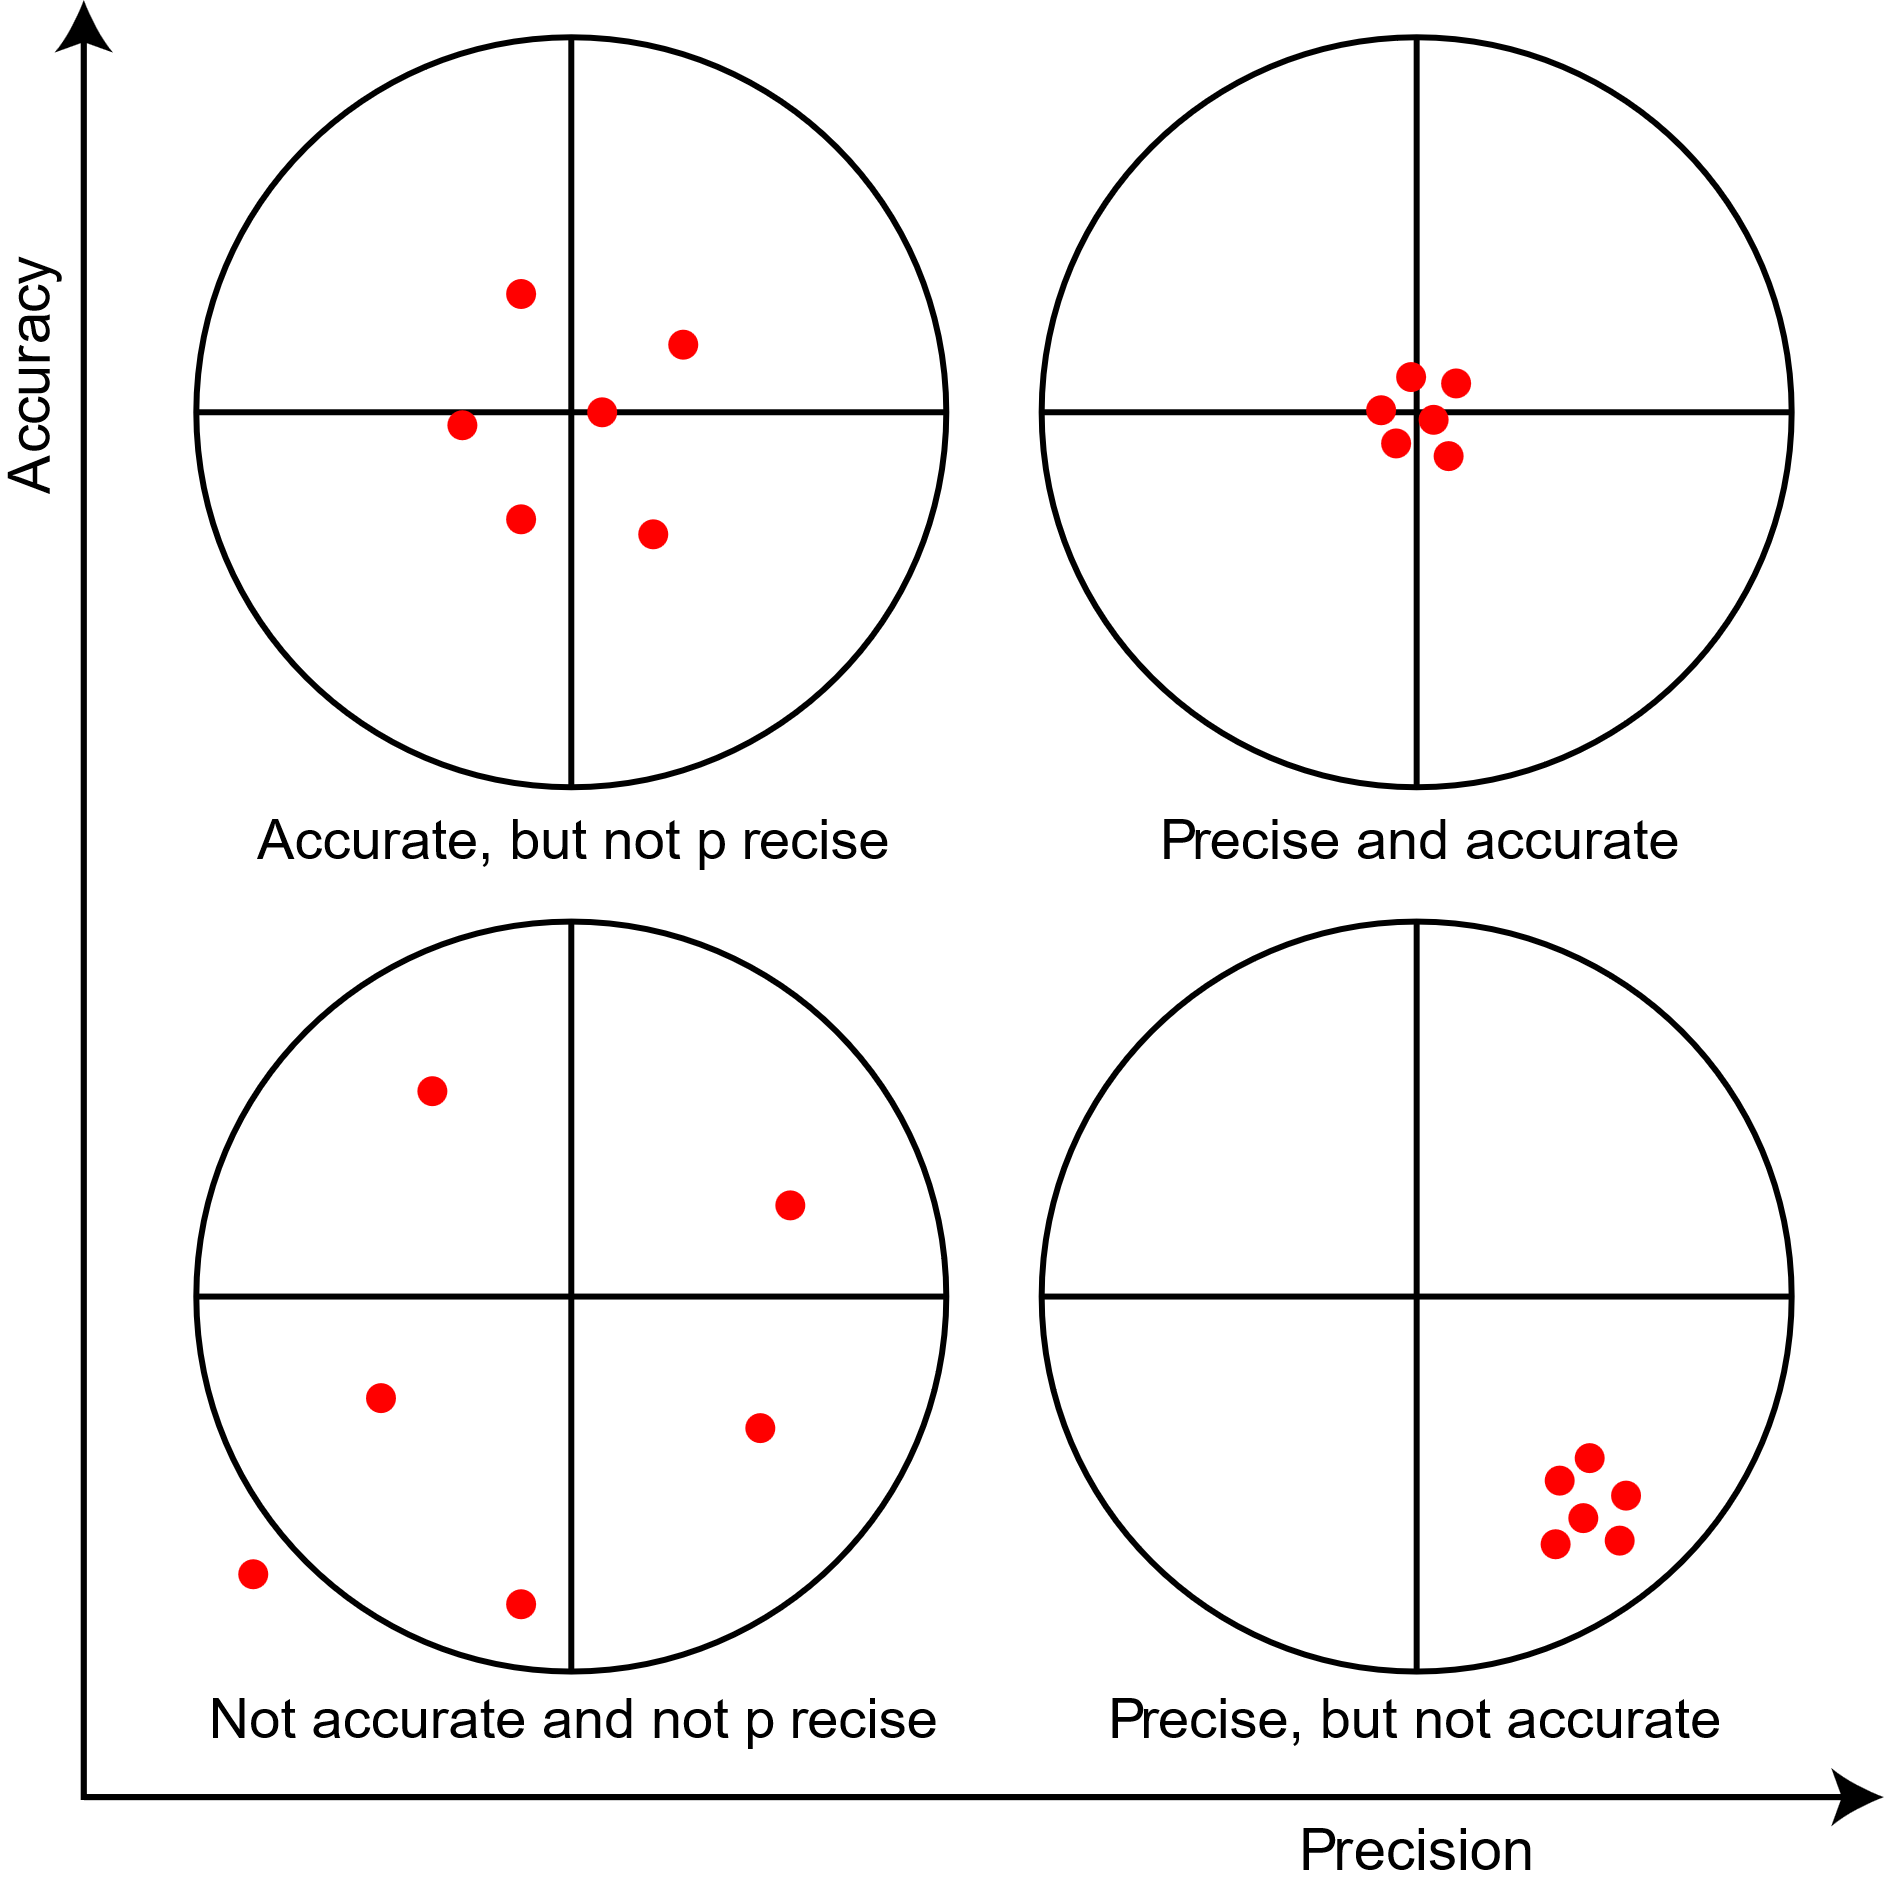 Accuracy
Accurate, but not p recise
Precise and accurate
Not accurate and not p recise
Precise, but not accurate
Precision